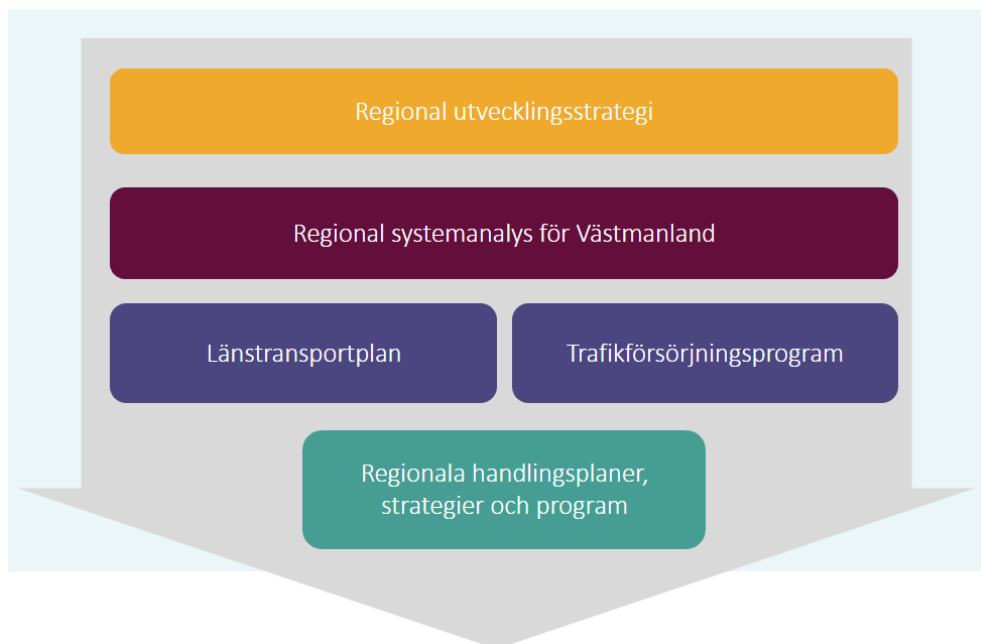 Regional utvecklingsstrategi
Regional systemanalys för Västmanland
Länstransportplan
Trafikförsörjningsprogram
Regionala handlingsplaner,
strategier och program